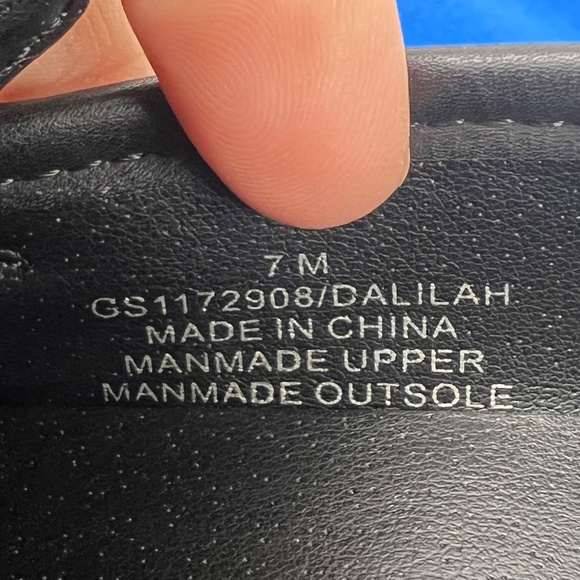 7 M
GS1172908/DALILAH
MADE IN CHINA
MANMADE UPPER
MANMADE OUTSOLE